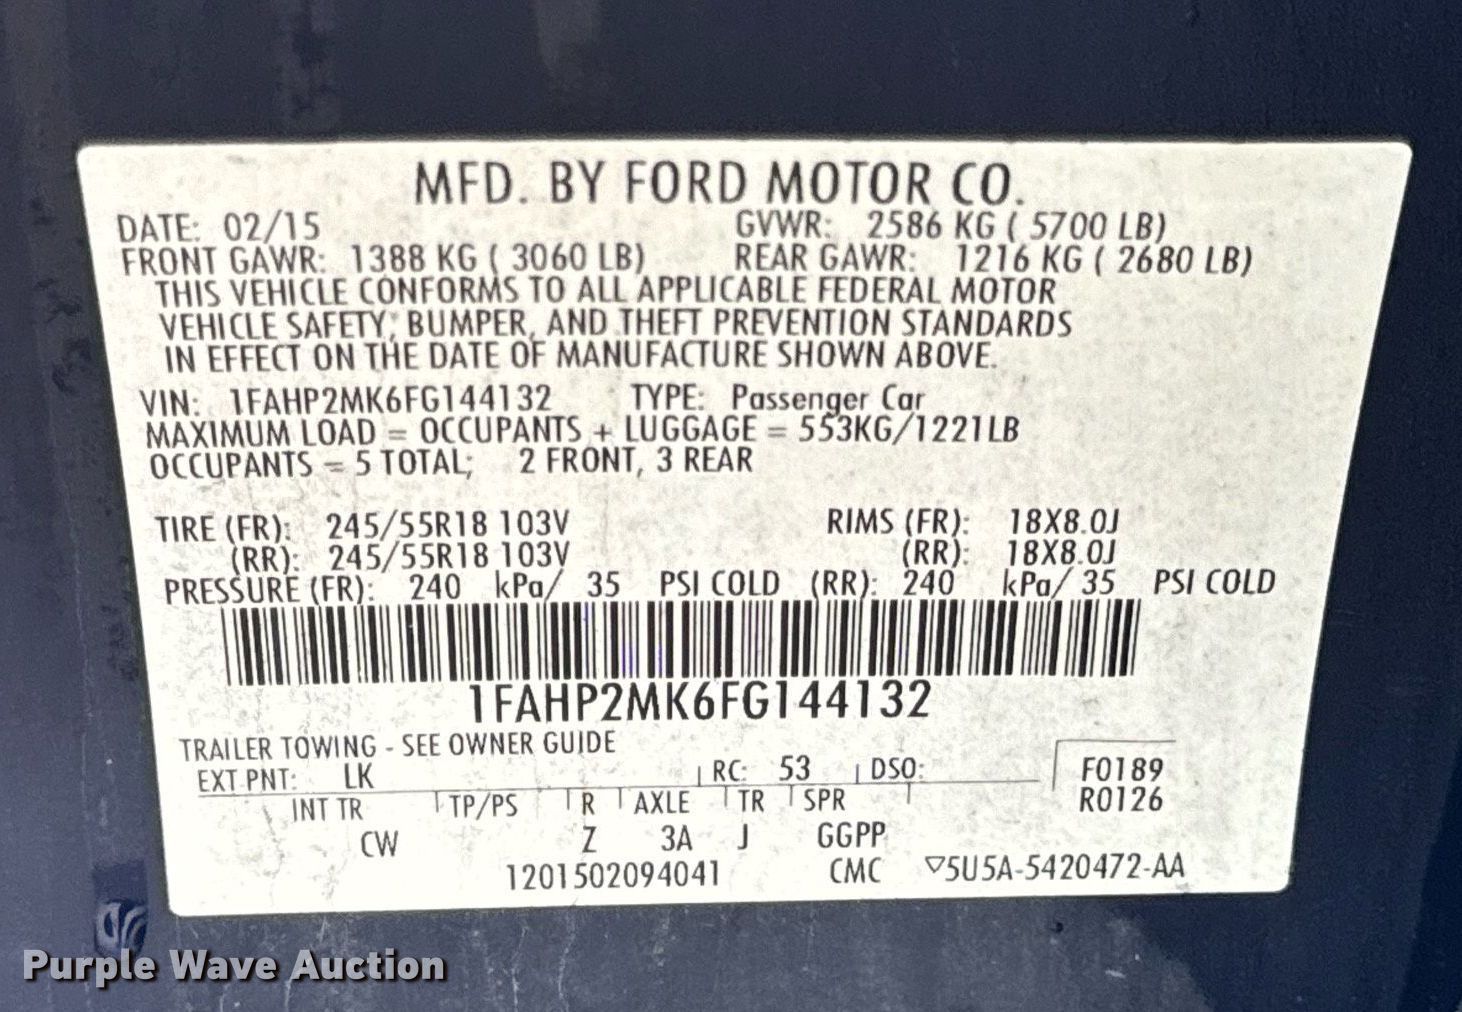 MFD. BY FORD MOTOR CO.
DATE: 02/15 GVWR: 2586 KG ( 5700 LB)
FRONT GAWR: 1388 KG ( 3060 LB) REAR GAWR: 1216 KG ( 2680 LB)
THIS VEHICLE CONFORMS TO ALL APPLICABLE FEDERAL MOTOR
VEHICLE SAFETY, BUMPER, AND THEFT PREVENTION STANDARDS
IN EFFECT ON THE DATE OF MANUFACTURE SHOWN ABOVE.
VIN: 1FAHP2MK6FG144132 TYPE: Passenger Car
MAXIMUM LOAD = OCCUPANTS + LUGGAGE = 553KG/1221LB
OCCUPANTS = 5 TOTAL; 2 FRONT, 3 REAR
TIRE (FR): 245/55R18 103V RIMS (FR): 18X8.0J
(RR): 245/55R18 103V (RR): 18X8.0J
PRESSURE (FR): 240 kPa/ 35 PSI COLD (RR): 240 kPa/ 35 PSI COLD
1FAHP2MK6FG144132
TRAILER TOWING - SEE OWNER GUIDE
EXT PNT: LK RC: 53 DSO: F0189
INT TR TP/PS R AXLE TR SPR R0126
CW Z 3A J GGPP
1201502094041 CMC ▽5U5A-5420472-AA
Purple Wave Auction